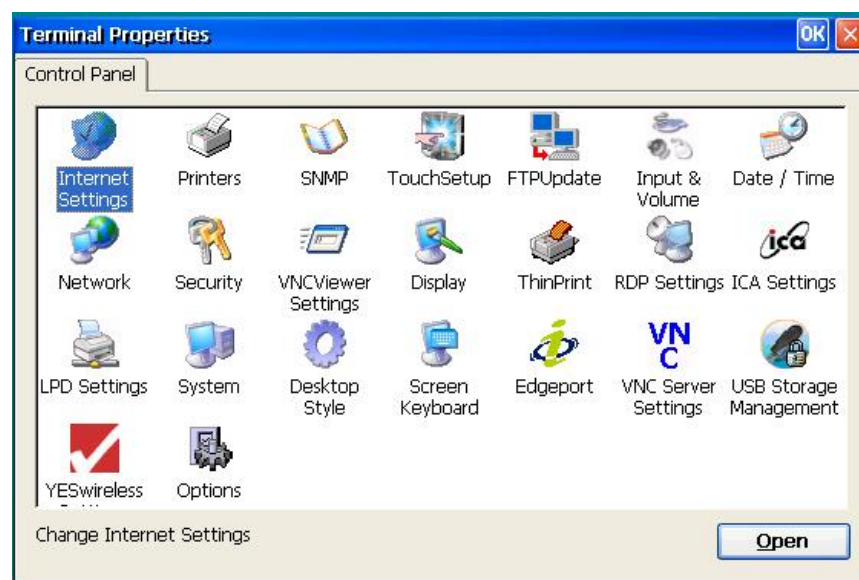 Terminal Properties
OK
Control Panel
Internet Settings
Printers
SNMP
TouchSetup
FTPUpdate
Input & Volume
Date / Time
Network
Security
VNCViewer Settings
Display
ThinPrint
RDP Settings
ica
ICA Settings
LPD Settings
System
Desktop Style
Screen Keyboard
Edgeport
VN
C
VNC Server Settings
USB Storage Management
YESwireless
Options
Change Internet Settings
Open